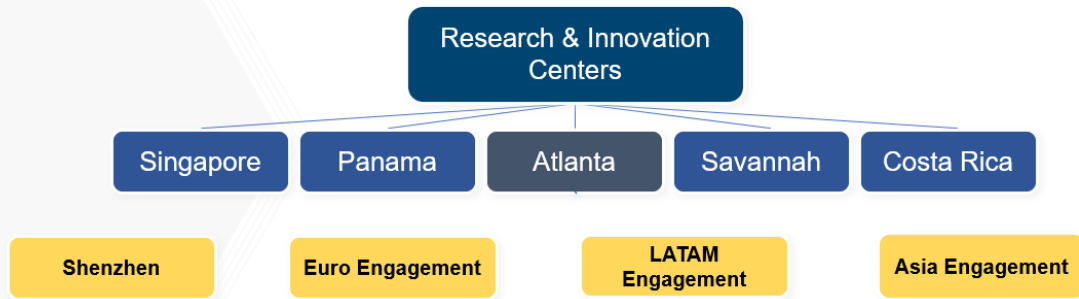 Research & Innovation
Centers
Singapore
Panama
Atlanta
Savannah
Costa Rica
Shenzhen
Euro Engagement
LATAM
Engagement
Asia Engagement